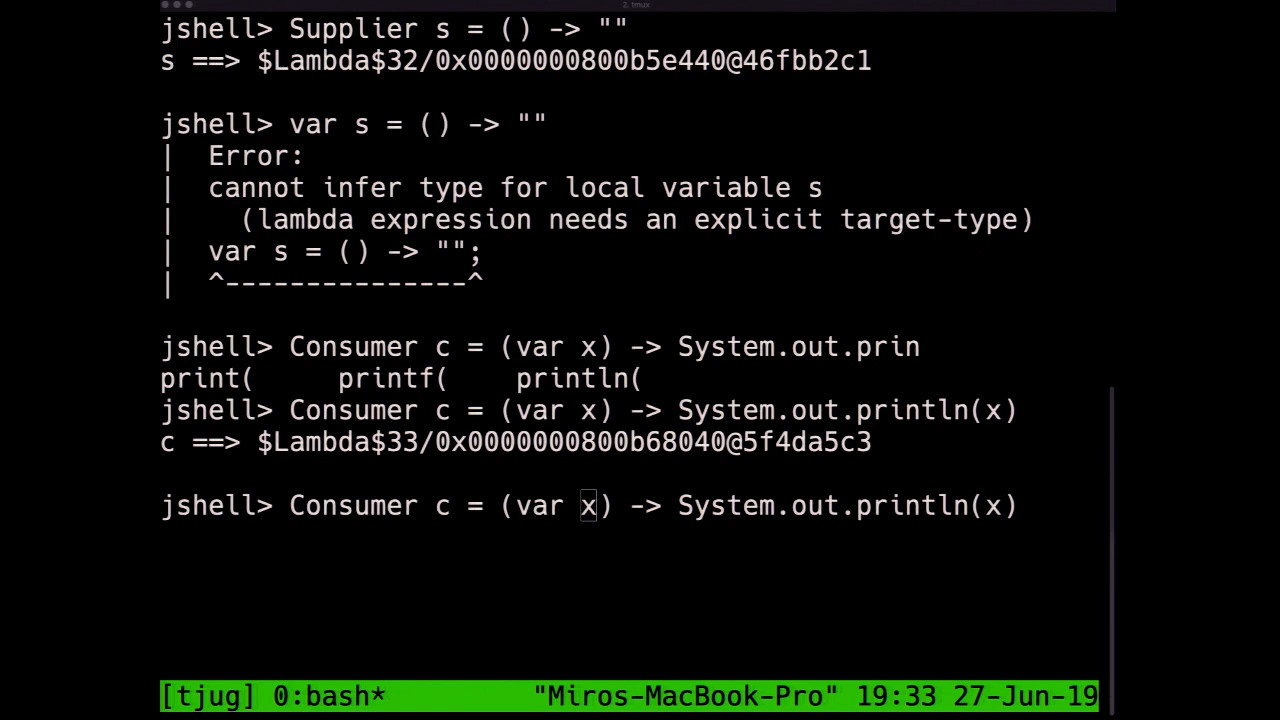 2. tmux
jshell> Supplier s = () -> ""
s ==> $Lambda$32/0x0000000800b5e440@46fbb2c1
jshell> var s = () -> ""
|  Error:
|  cannot infer type for local variable s
|    (lambda expression needs an explicit target-type)
|  var s = () -> "";
|  ^---------------^
jshell> Consumer c = (var x) -> System.out.prin
print(     printf(    println(
jshell> Consumer c = (var x) -> System.out.println(x)
c ==> $Lambda$33/0x0000000800b68040@5f4da5c3
jshell> Consumer c = (var x) -> System.out.println(x)
[tjug] 0:bash*         "Miros-MacBook-Pro" 19:33 27-Jun-19